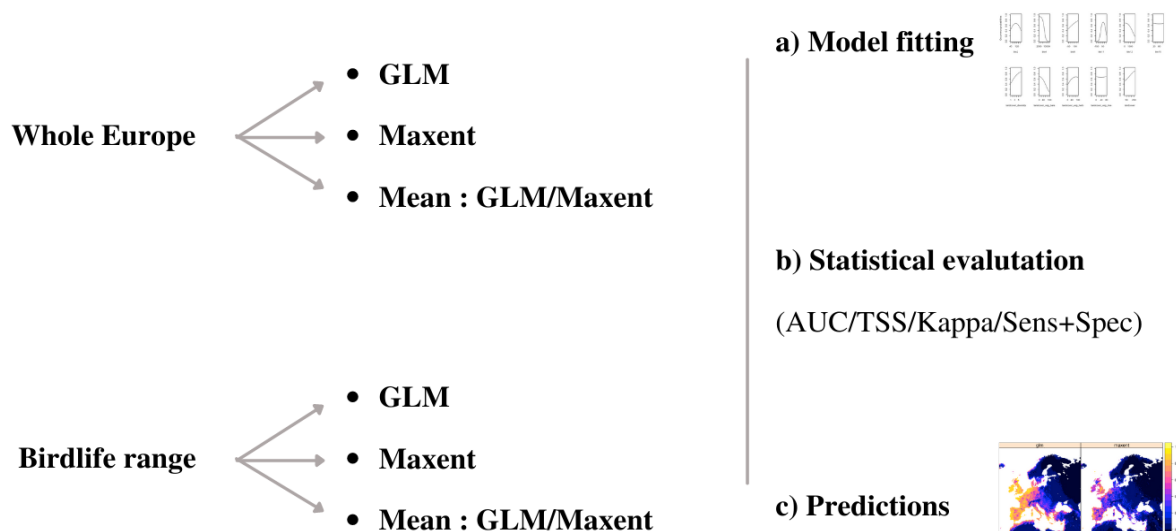 Whole Europe
• GLM
• Maxent
• Mean : GLM/Maxent
Birdlife range
• GLM
• Maxent
• Mean : GLM/Maxent
a) Model fitting
b) Statistical evalutation
(AUC/TSS/Kappa/Sens+Spec)
c) Predictions
glm
maxent